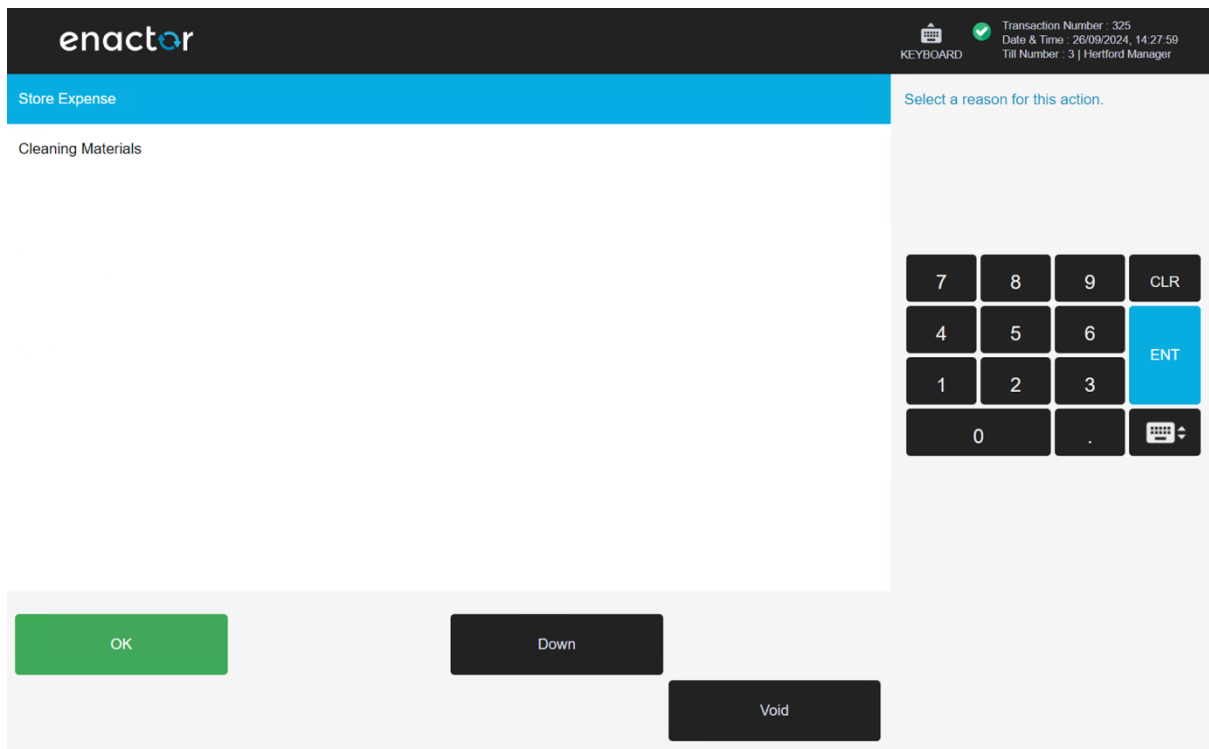 enactor
KEYBOARD
Transaction Number : 325
Date & Time : 26/09/2024, 14:27:59
Till Number : 3 | Hertford Manager
Store Expense
Select a reason for this action.
Cleaning Materials
7 8 9 CLR
4 5 6
ENT
1 2 3
0 .
OK
Down
Void